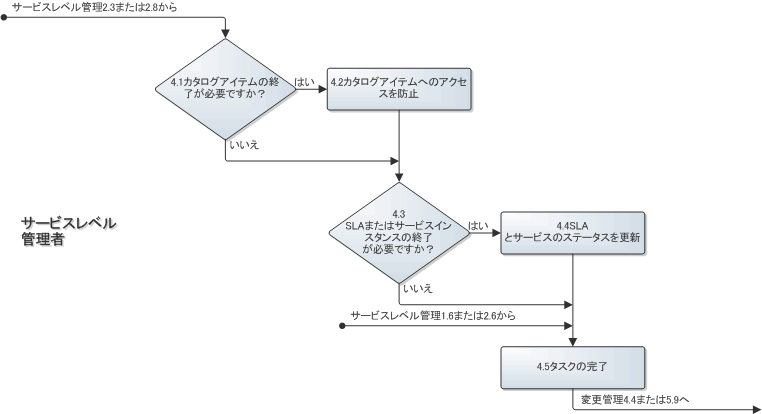 サービスレベル管理2.3または2.8から
4.1カタログアイテムの終
了が必要ですか？
はい
4.2カタログアイテムへのアクセ
スを防止
いいえ
サービスレベル
管理者
4.3
SLAまたはサービスイン
スタンスの終了
が必要ですか？
はい
4.4SLA
とサービスのステータスを更新
いいえ
サービスレベル管理1.6または2.6から
4.5タスクの完了
変更管理4.4または5.9へ